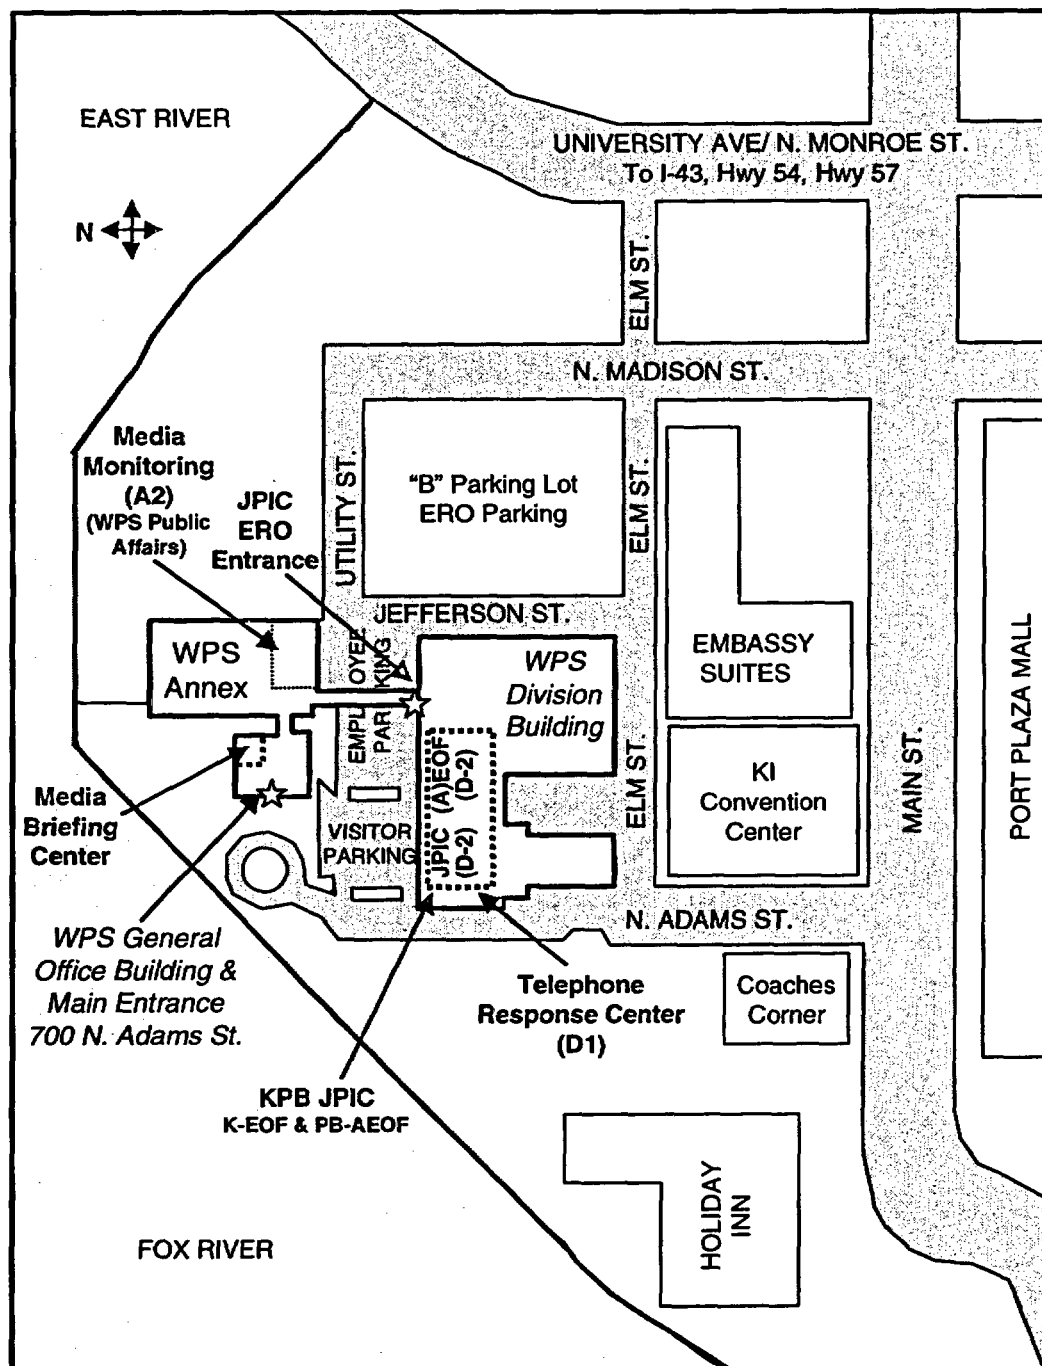 EAST RIVER
UNIVERSITY AVE/ N. MONROE ST.
To I-43, Hwy 54, Hwy 57
N
ELM ST.
N. MADISON ST.
Media
Monitoring
(A2)
(WPS Public
Affairs)
JPIC
ERO
Entrance
UTILITY ST.
"B" Parking Lot
ERO Parking
ELM ST.
JEFFERSON ST.
WPS
Annex
EMPLOYEE
PARKING
WPS
Division
Building
EMBASSY
SUITES
PORT PLAZA MALL
MAIN ST.
(A)EOF
(D-2)
JPIC
(D-2)
ELM ST.
KI
Convention
Center
Media
Briefing
Center
VISITOR
PARKING
N. ADAMS ST.
WPS General
Office Building &
Main Entrance
700 N. Adams St.
Telephone
Response Center
(D1)
Coaches
Corner
KPB JPIC
K-EOF & PB-AEOF
HOLIDAY
INN
FOX RIVER